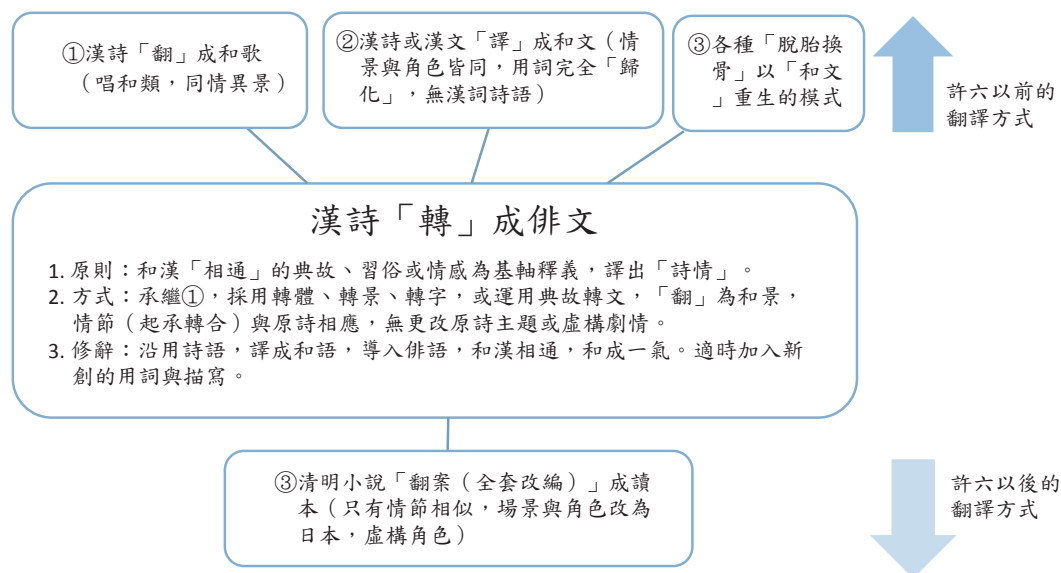 ①漢詩「翻」成和歌
（唱和類，同情異景）
②漢詩或漢文「譯」成和文（情
景與角色皆同，用詞完全「歸
化」，無漢詞詩語）
③各種「脫胎換
骨」以「和文
」重生的模式
許六以前的
翻譯方式
漢詩「轉」成俳文
1. 原則：和漢「相通」的典故、習俗或情感為基軸釋義，譯出「詩情」。
2. 方式：承繼①，採用轉體、轉景、轉字，或運用典故轉文，「翻」為和景，
情節（起承轉合）與原詩相應，無更改原詩主題或虛構劇情。
3. 修辭：沿用詩語，譯成和語，導入俳語，和漢相通，和成一氣。適時加入新
創的用詞與描寫。
③清明小說「翻案（全套改編）」成讀
本（只有情節相似，場景與角色改為
日本，虛構角色）
許六以後的
翻譯方式